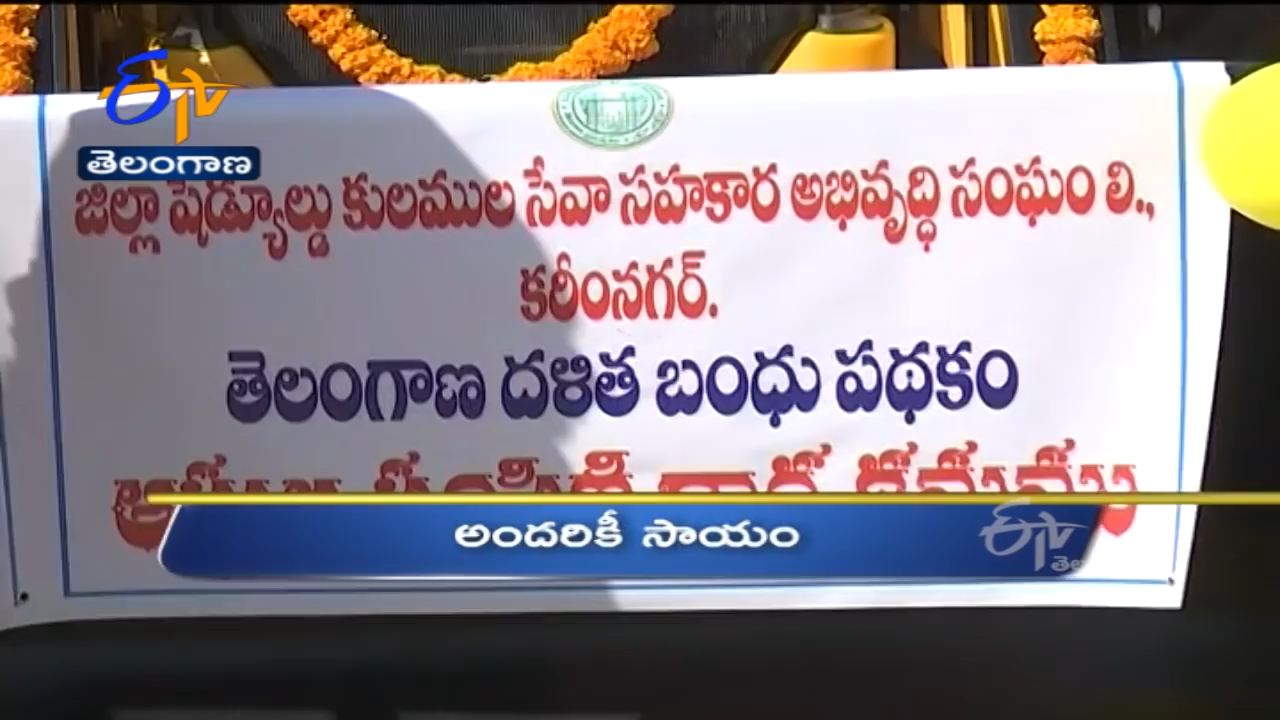 ETV
తెలంగాణ
జిల్లా షెడ్యూల్డు కులముల సేవా సహకార అభివృద్ధి సంఘం లి.,
కరీంనగర్.
తెలంగాణ దళిత బంధు పథకం
అందరికీ సాయం